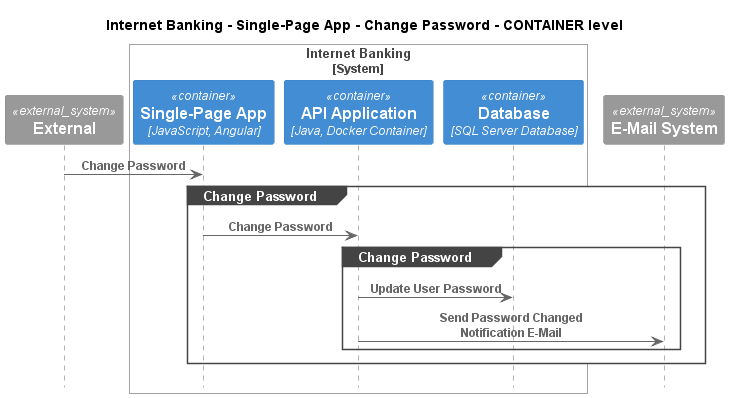 Internet Banking - Single-Page App - Change Password - CONTAINER level
Internet Banking
[System]
«external_system»
External
«container»
Single-Page App
[JavaScript, Angular]
«container»
API Application
[Java, Docker Container]
«container»
Database
[SQL Server Database]
«external_system»
E-Mail System
Change Password
Change Password
Change Password
Change Password
Update User Password
Send Password Changed
Notification E-Mail